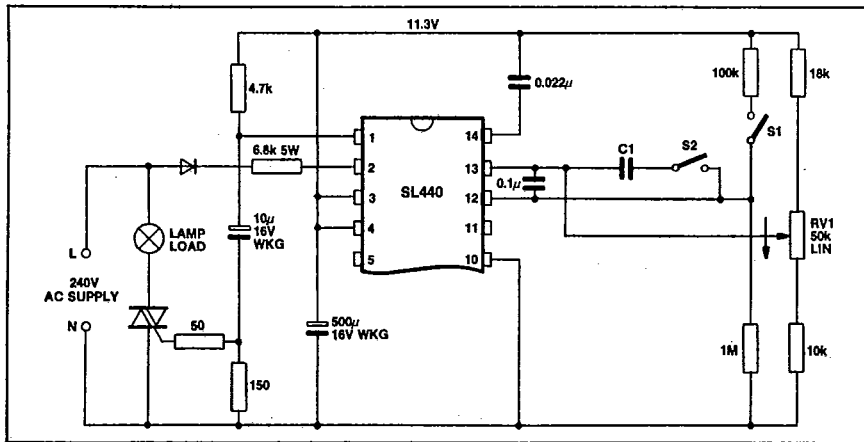 11.3V
4.7k
0.022μ
100k
18k
S1
6.8k 5W
1
2
3
4
5
SL440
14
13
12
11
10
C1
S2
0.1μ
10μ
16V
WKG
LAMP
LOAD
L
240V
AC SUPPLY
N
50
150
500μ
16V WKG
RV1
50k
LIN
1M
10k